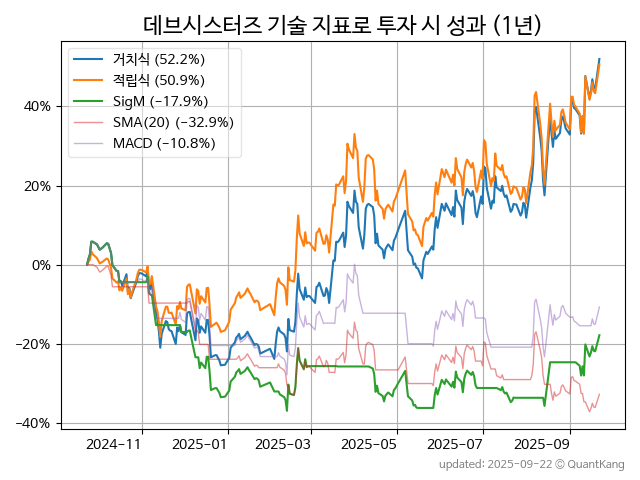 데브시스터즈 기술 지표로 투자 시 성과 (1년)
거치식 (52.2%)
적립식 (50.9%)
SigM (−17.9%)
SMA(20) (−32.9%)
MACD (−10.8%)
40%
20%
0%
−20%
−40%
2024-11 2025-01 2025-03 2025-05 2025-07 2025-09
updated: 2025-09-22 © QuantKang